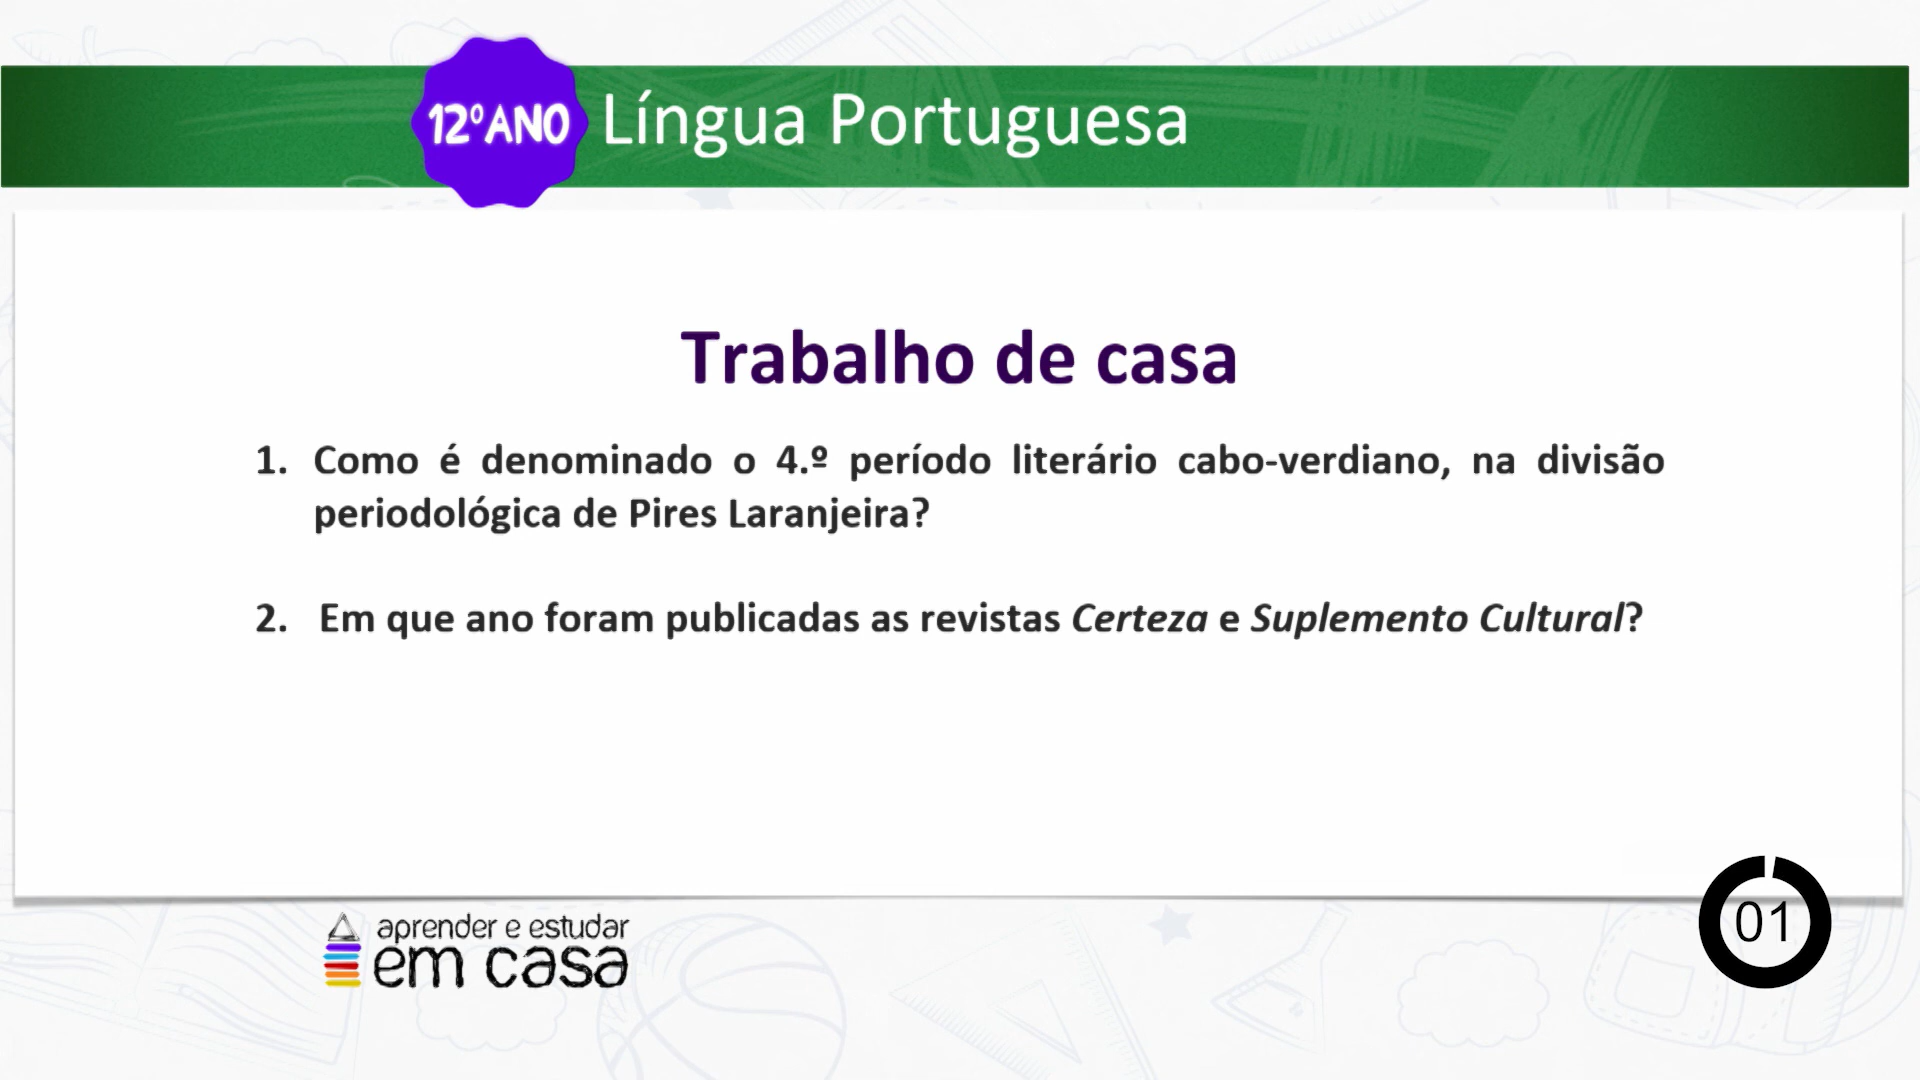 12ºANO Língua Portuguesa
Trabalho de casa
1. Como é denominado o 4.º período literário cabo-verdiano, na divisão
periodológica de Pires Laranjeira?
2. Em que ano foram publicadas as revistas Certeza e Suplemento Cultural?
aprender e estudar
em casa
01